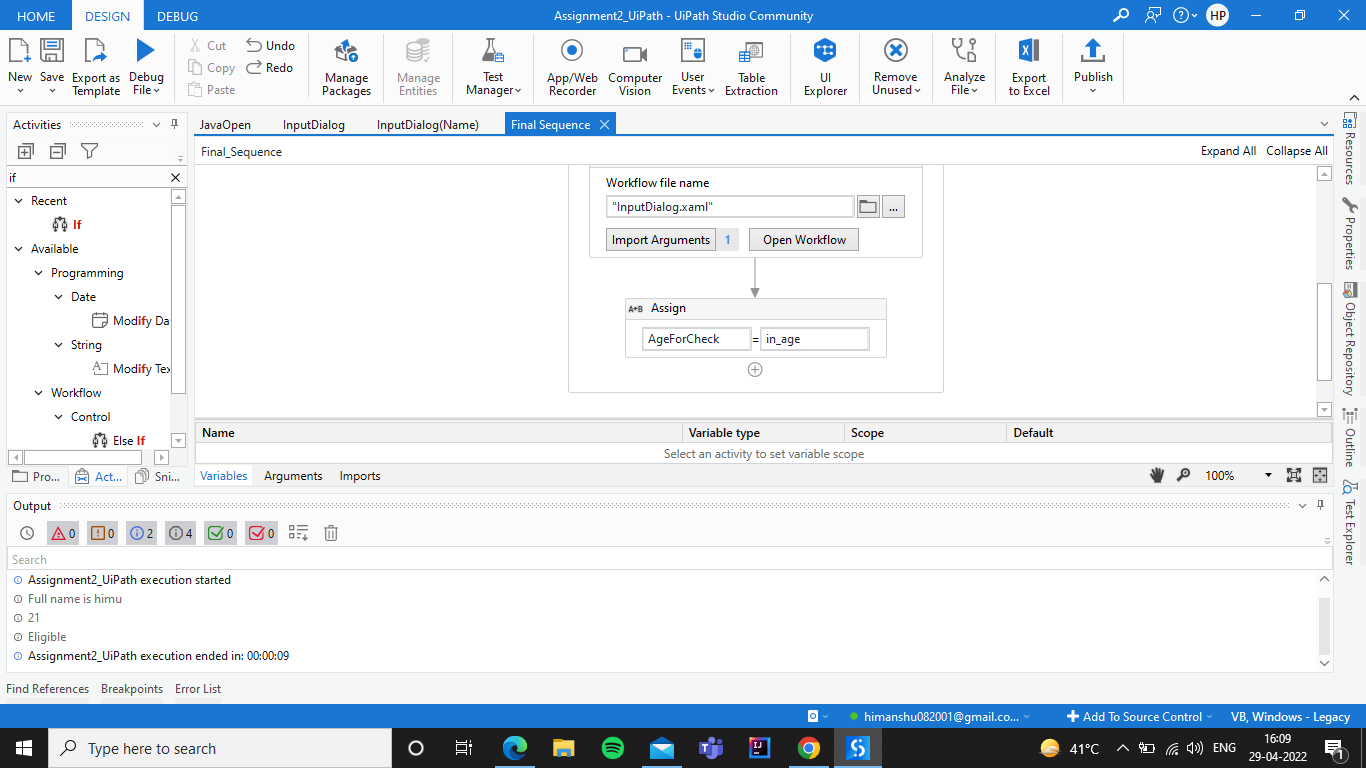 HOME DESIGN DEBUG Assignment2_UiPath - UiPath Studio Community HP
New Save Export as Template Debug File Cut Copy Paste Undo Redo Manage Packages Manage Entities Test Manager App/Web Recorder Computer Vision User Events Table Extraction UI Explorer Remove Unused Analyze File Export to Excel Publish
Activities
if
Recent
If
Available
Programming
Date
Modify Da
String
Modify Tex
Workflow
Control
Else If
Pro... Act... Sni...
JavaOpen InputDialog InputDialog(Name) Final Sequence
Final_Sequence Expand All Collapse All
Workflow file name
"InputDialog.xaml" ...
Import Arguments 1 Open Workflow
A*B Assign
AgeForCheck = in_age
Name Variable type Scope Default
Select an activity to set variable scope
Variables Arguments Imports 100%
Resources
Properties
Object Repository
Outline
Test Explorer
Output
0 0 2 4 0 0
Search
Assignment2_UiPath execution started
Full name is himu
21
Eligible
Assignment2_UiPath execution ended in: 00:00:09
Find References Breakpoints Error List
himanshu082001@gmail.co... Add To Source Control VB, Windows - Legacy
Type here to search 41°C ENG 16:09
29-04-2022 1